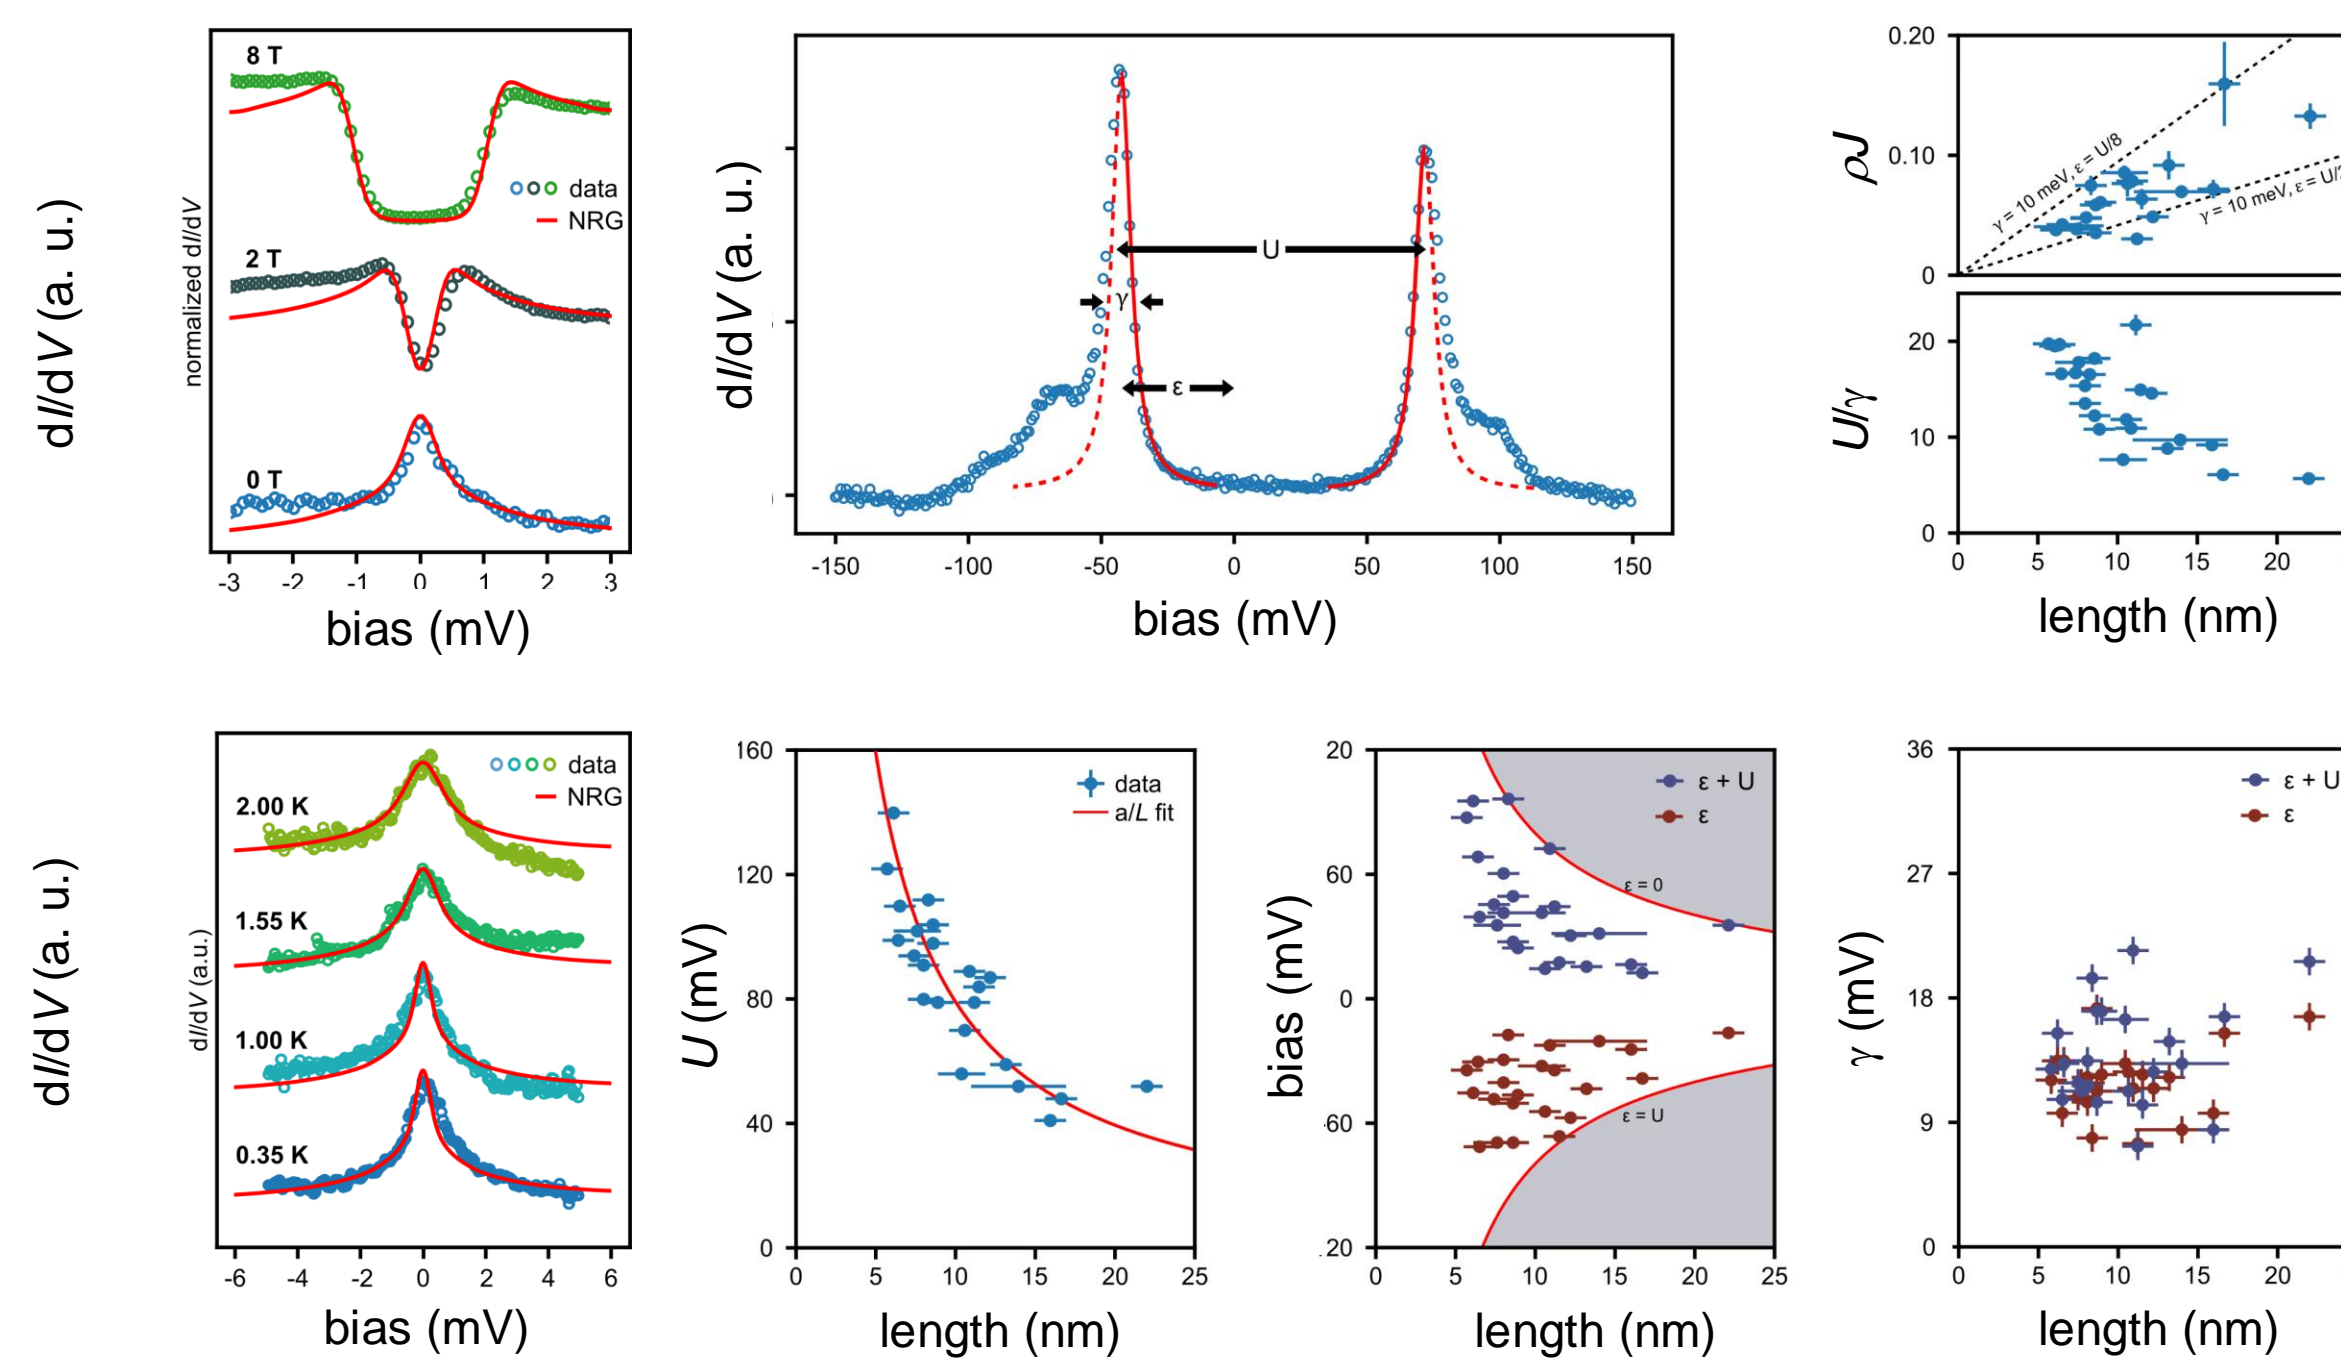 8 T
data
NRG
2 T
0 T
normalized dI/dV
dI/dV (a. u.)
-3 -2 -1 0 1 2 3
bias (mV)
dI/dV (a. u.)
U
γ
ε
-150 -100 -50 0 50 100 150
bias (mV)
0.20
0.10
0
ρJ
γ = 10 meV, ε = U/8
γ = 10 meV, ε = U/
20
10
0
U/γ
0 5 10 15 20
length (nm)
data
NRG
2.00 K
1.55 K
1.00 K
0.35 K
dI/dV (a.u.)
dI/dV (a. u.)
-6 -4 -2 0 2 4 6
bias (mV)
160
120
80
40
0
U (mV)
data
a/L fit
0 5 10 15 20 25
length (nm)
20
60
0
-60
20
bias (mV)
ε + U
ε
ε = 0
ε = U
0 5 10 15 20 25
length (nm)
36
27
18
9
0
γ (mV)
ε + U
ε
0 5 10 15 20
length (nm)